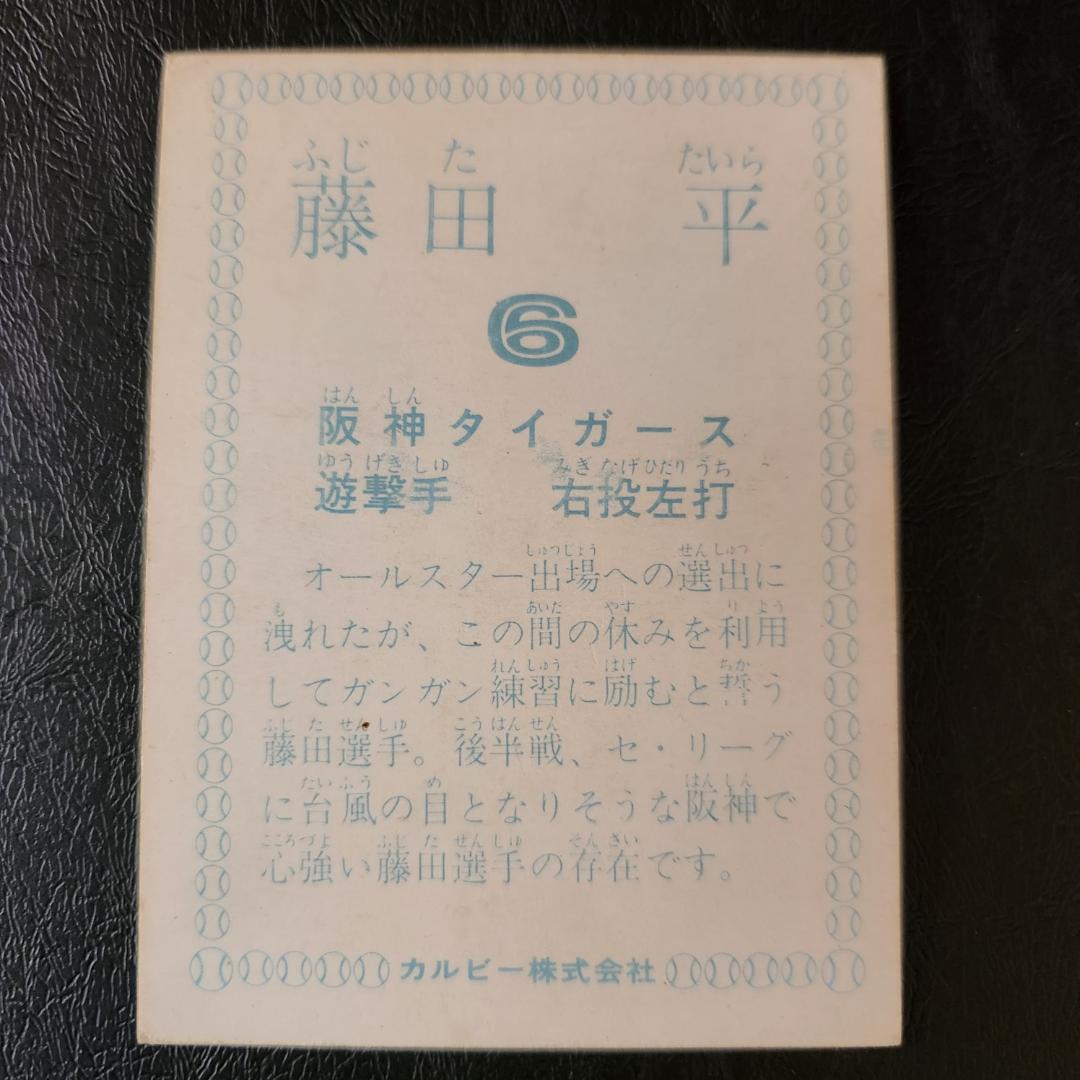 ふじ た たいら
藤田 平
6
はん しん
阪神タイガース
ゆう げき しゅ みぎ なげ ひだり うち
遊撃手 右投左打
しゅつじょう せんしゅつ
オールスター出場への選出に
も あいだ やす り よう
洩れたが、この間の休みを利用
れんしゅう はげ ちか
してガンガン練習に励むと誓う
ふじ た せんしゅ こう はん せん
藤田選手。後半戦、セ・リーグ
たいふう め はんしん
に台風の目となりそうな阪神で
こころづよ ふじ た せん しゅ そん ざい
心強い藤田選手の存在です。
カルビー株式会社